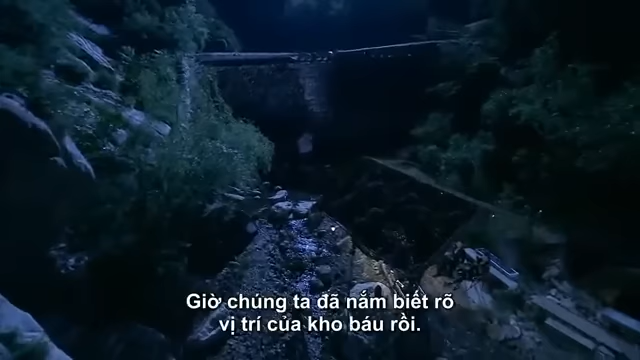 Giờ chúng ta đã nắm biết rõ
vị trí của kho báu rồi.